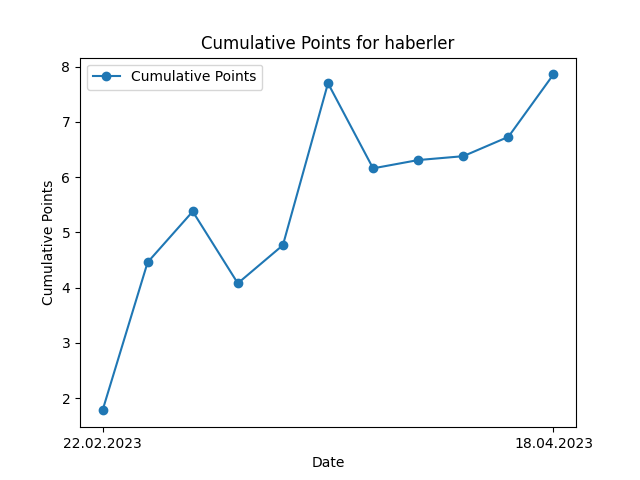 Cumulative Points for haberler
Cumulative Points
8
7
6
5
4
3
2
Cumulative Points
22.02.2023
18.04.2023
Date